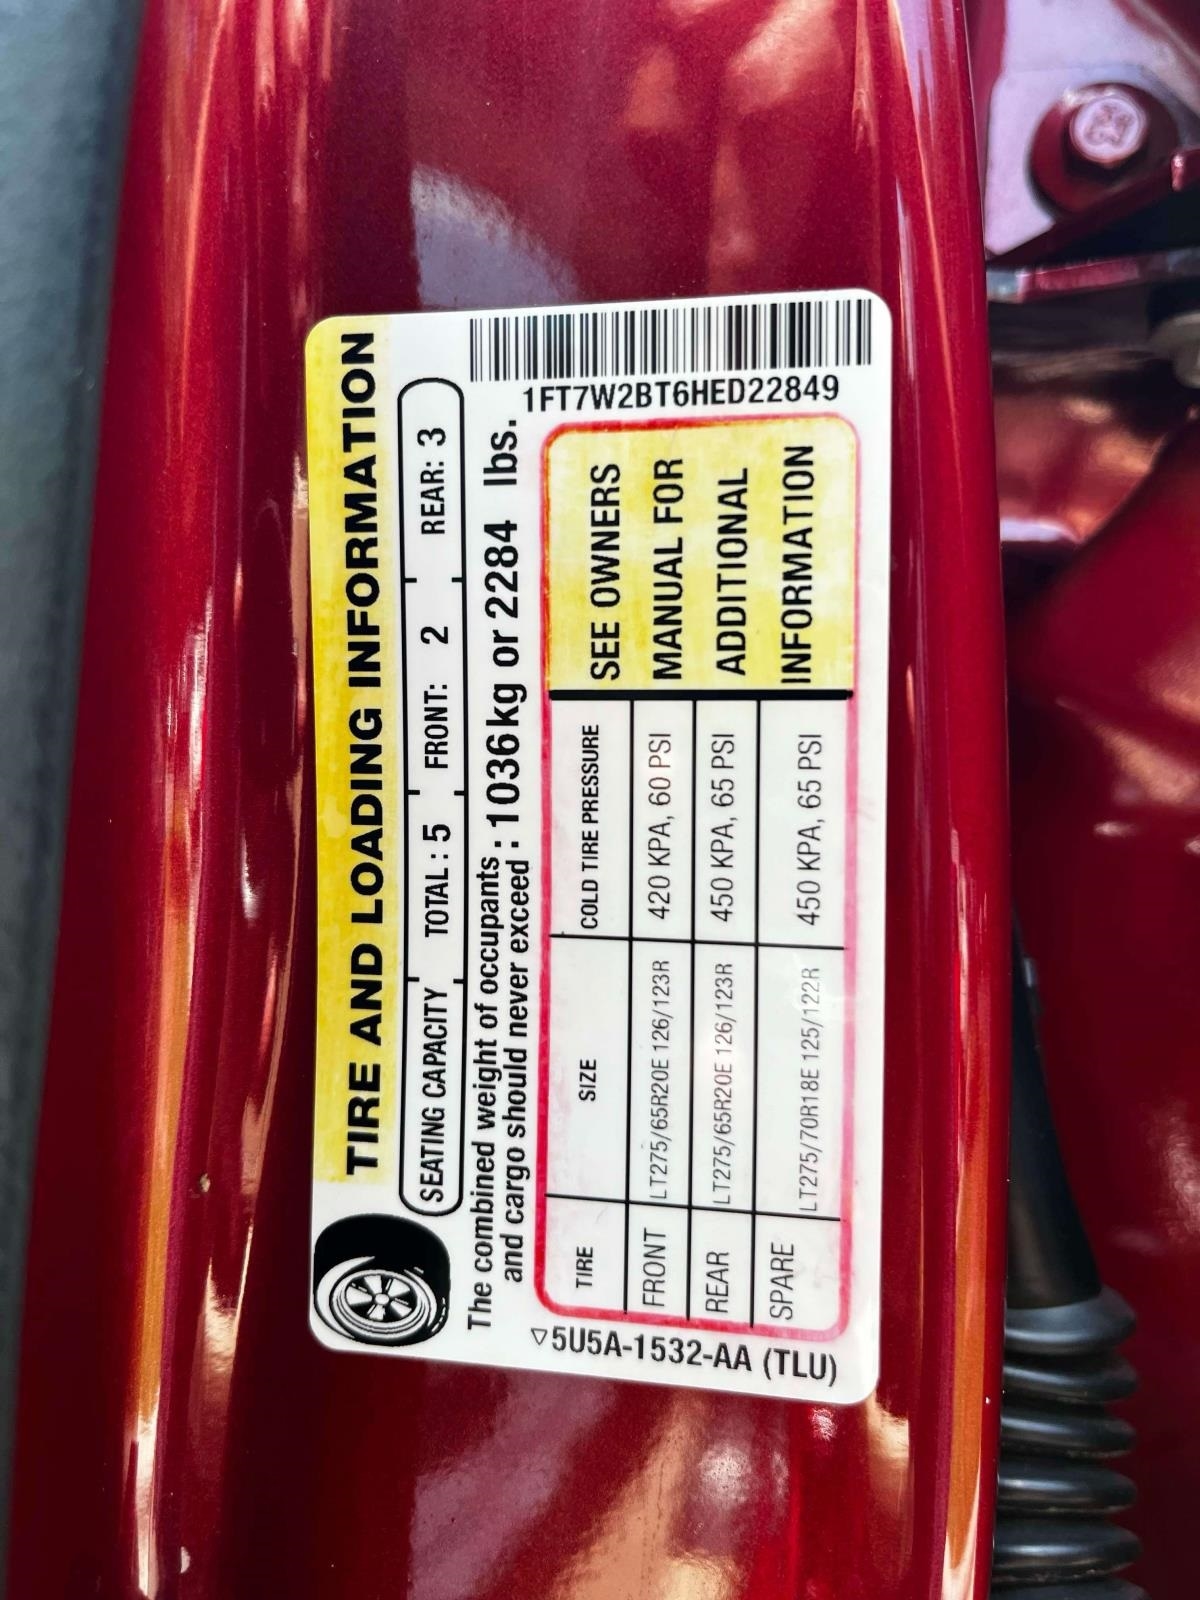 TIRE AND LOADING INFORMATION
SEATING CAPACITY TOTAL: 5 FRONT: 2 REAR: 3
The combined weight of occupants
and cargo should never exceed : 1036kg or 2284 lbs.
TIRE SIZE COLD TIRE PRESSURE
FRONT LT275/65R20E 126/123R 420 KPA, 60 PSI
REAR LT275/65R20E 126/123R 450 KPA, 65 PSI
SPARE LT275/70R18E 125/122R 450 KPA, 65 PSI
SEE OWNERS
MANUAL FOR
ADDITIONAL
INFORMATION
5U5A-1532-AA (TLU)
1FT7W2BT6HED22849